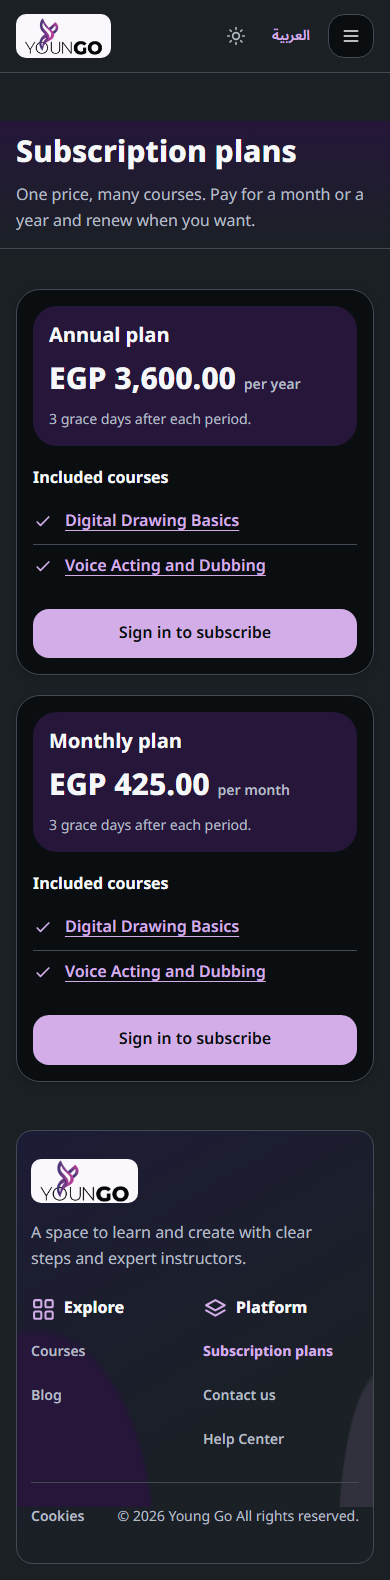 YOUNGO
العربية
Subscription plans
One price, many courses. Pay for a month or a
year and renew when you want.
Annual plan
EGP 3,600.00 per year
3 grace days after each period.
Included courses
Digital Drawing Basics
Voice Acting and Dubbing
Sign in to subscribe
Monthly plan
EGP 425.00 per month
3 grace days after each period.
Included courses
Digital Drawing Basics
Voice Acting and Dubbing
Sign in to subscribe
YOUNGO
A space to learn and create with clear
steps and expert instructors.
Explore
Courses
Blog
Platform
Subscription plans
Contact us
Help Center
Cookies
© 2026 Young Go All rights reserved.